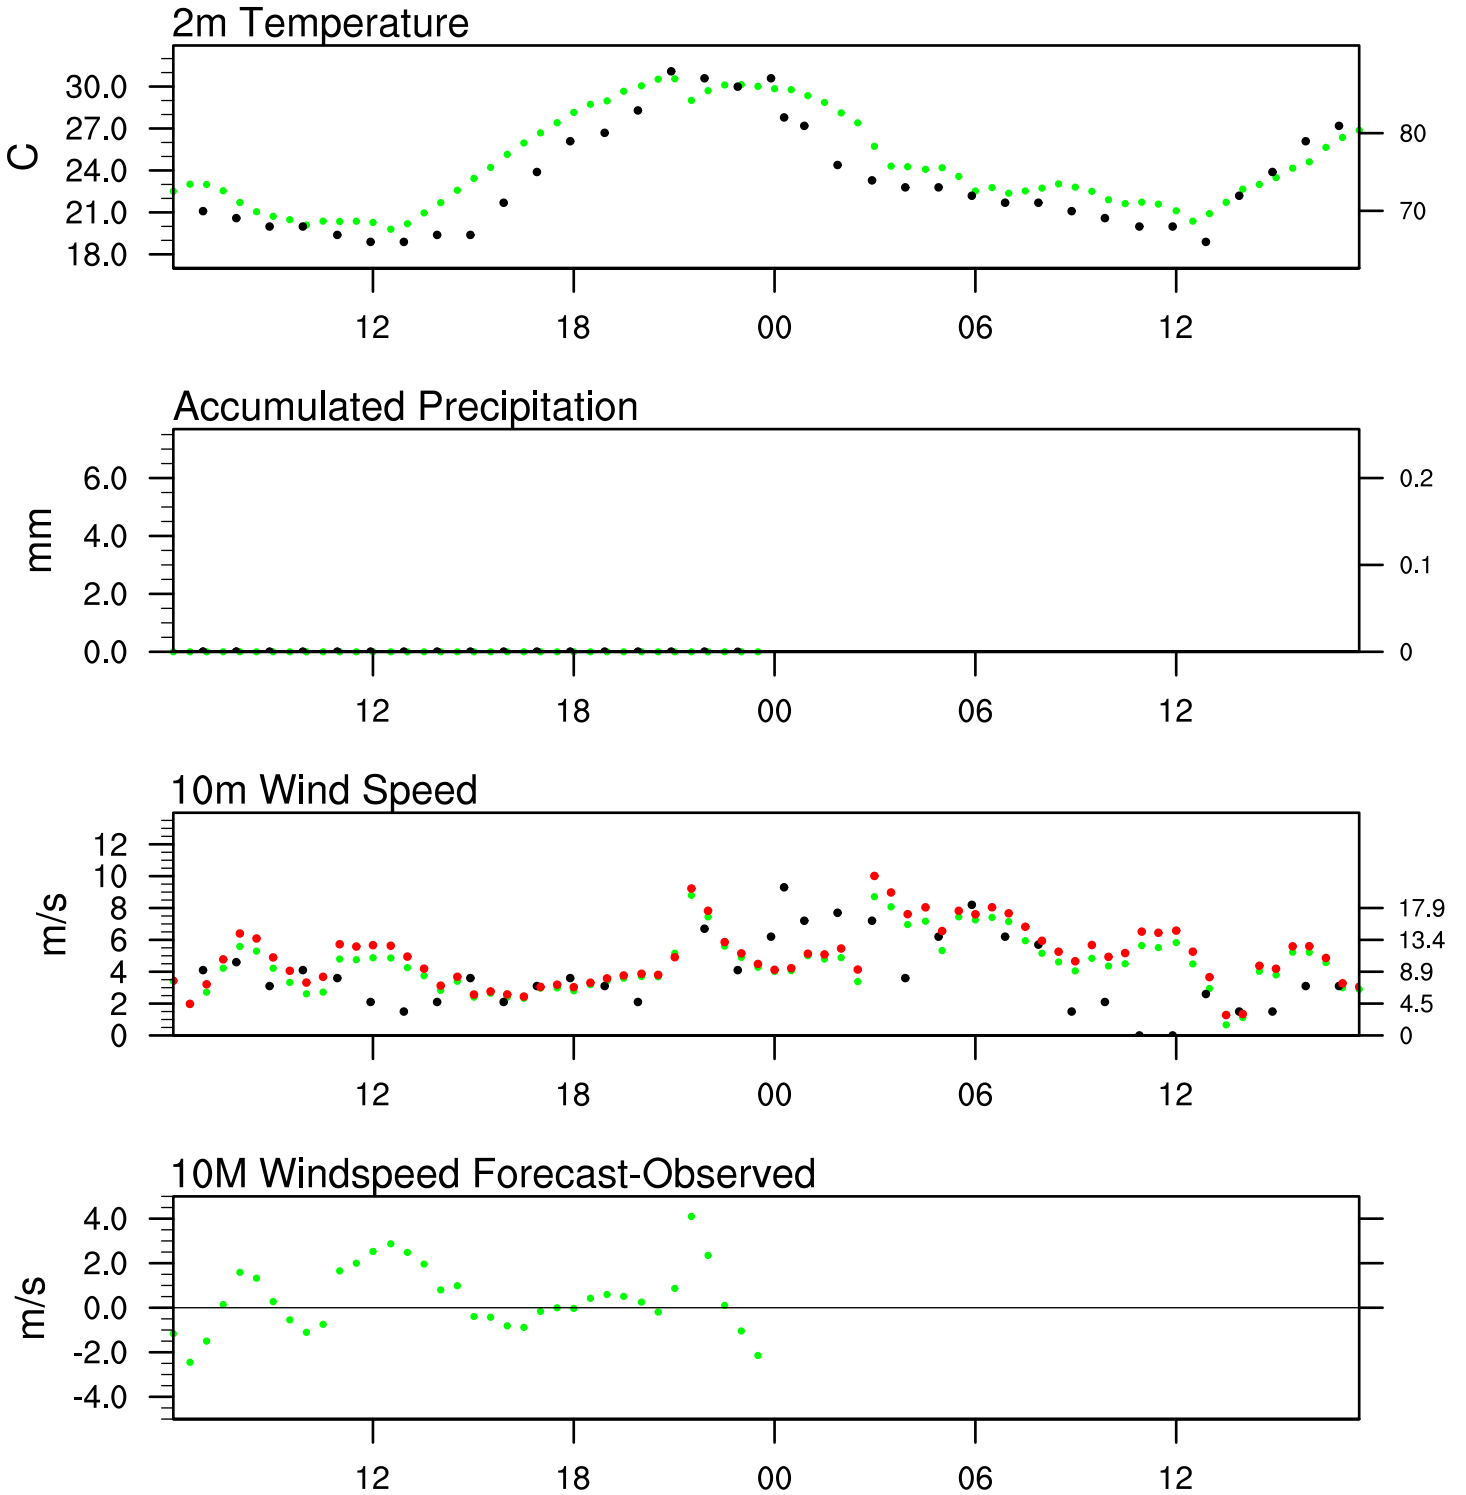 2m Temperature
30.0
27.0
24.0
21.0
18.0
C
80
70
12 18 00 06 12
Accumulated Precipitation
6.0
4.0
2.0
0.0
mm
0.2
0.1
0
12 18 00 06 12
10m Wind Speed
12
10
8
6
4
2
0
m/s
17.9
13.4
8.9
4.5
0
12 18 00 06 12
10M Windspeed Forecast-Observed
4.0
2.0
0.0
-2.0
-4.0
m/s
12 18 00 06 12